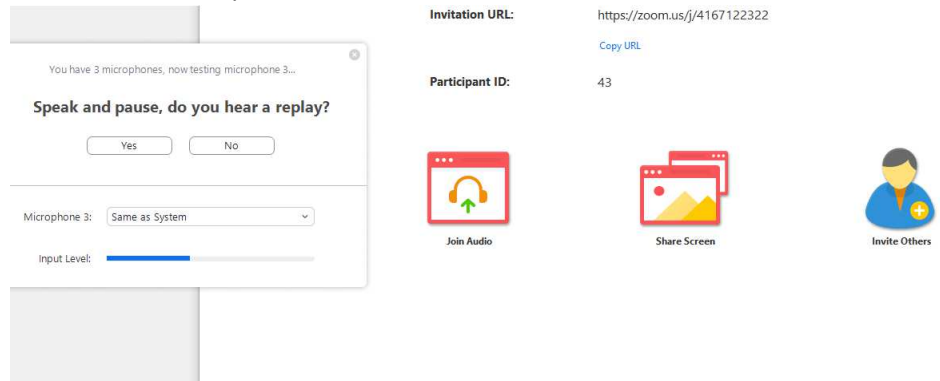 Invitation URL: https://zoom.us/j/4167122322
Copy URL
You have 3 microphones, now testing microphone 3...
Participant ID: 43
Speak and pause, do you hear a replay?
Yes No
Microphone 3: Same as System
Join Audio Share Screen Invite Others
Input Level: